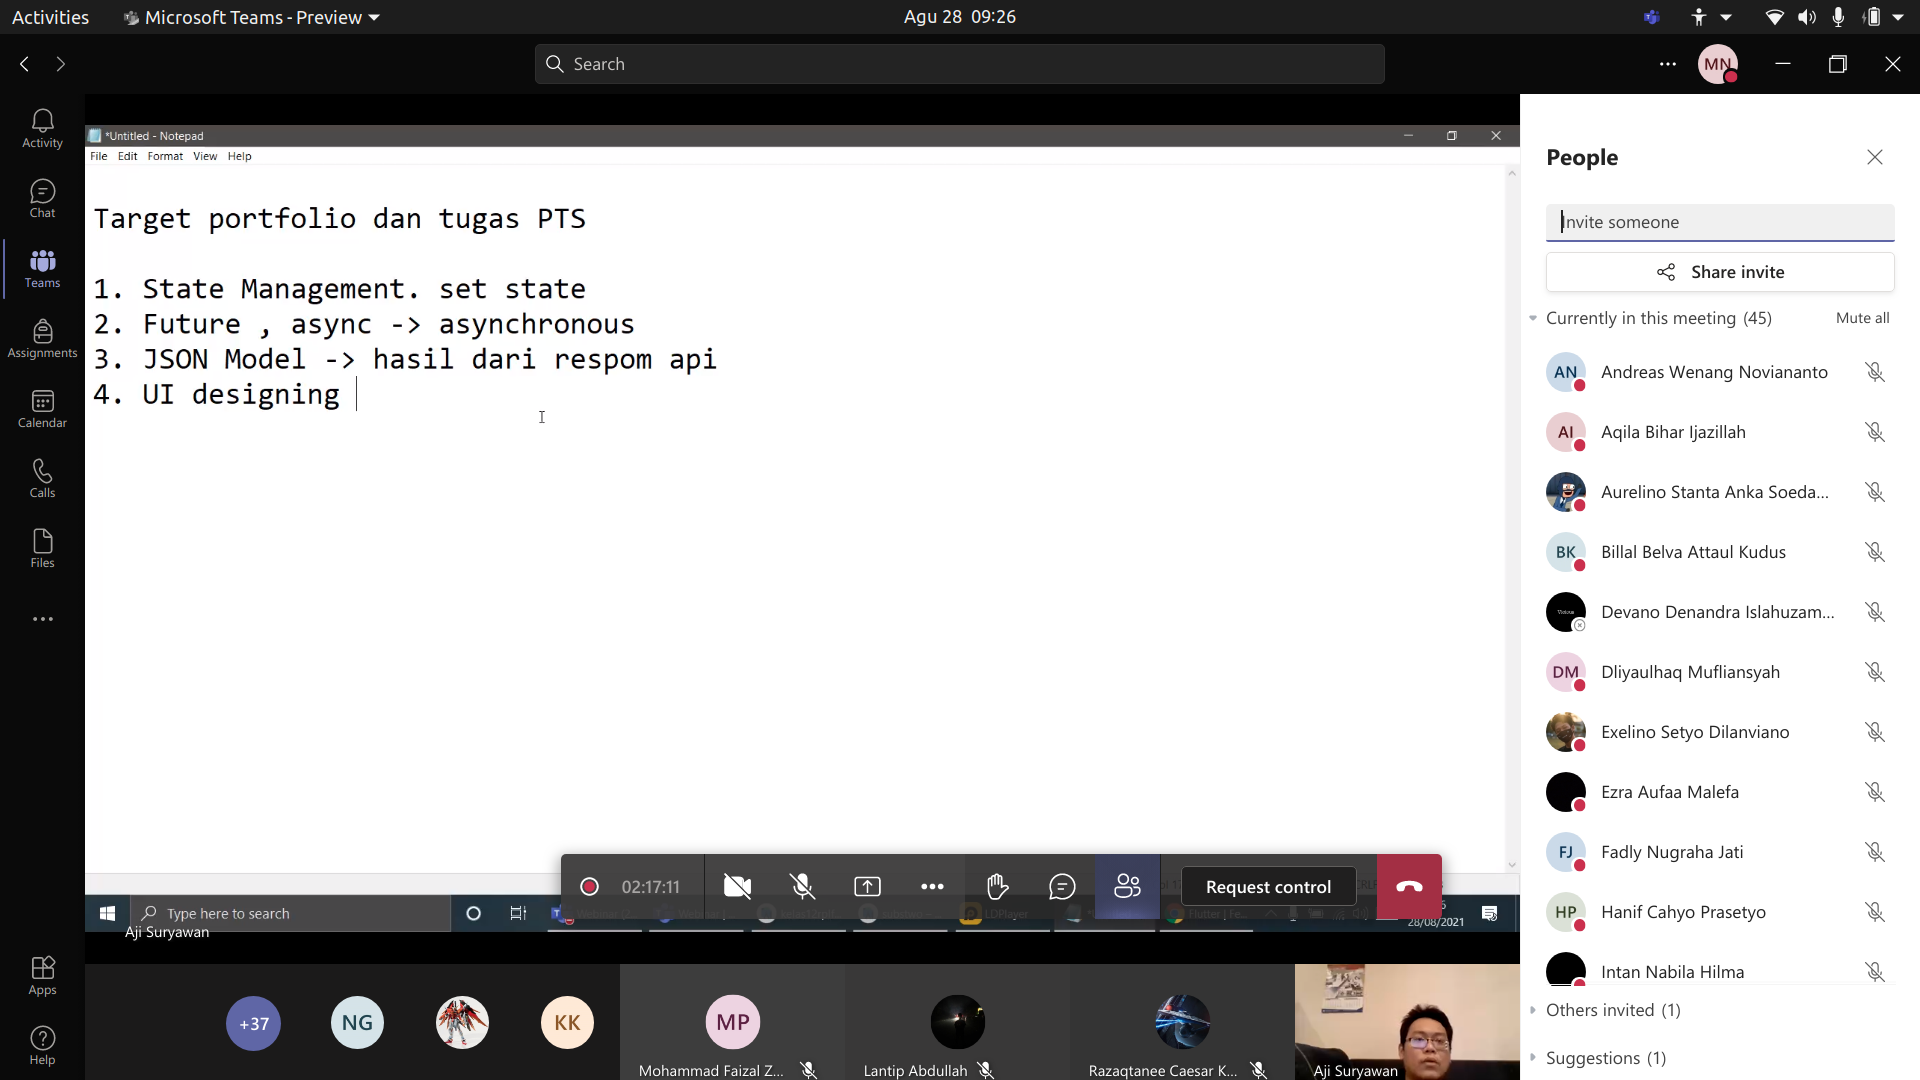 Activities
Microsoft Teams - Preview
Agu 28 09:26
Search
MN
Activity
Chat
Teams
Assignments
Calendar
Calls
Files
Apps
Help
*Untitled - Notepad
File Edit Format View Help
Target portfolio dan tugas PTS
1. State Management. set state
2. Future , async -> asynchronous
3. JSON Model -> hasil dari respom api
4. UI designing
02:17:11
Request control
Type here to search
LDPlayer
28/08/2021
Aji Suryawan
+37
NG
KK
MP
Mohammad Faizal Z...
Lantip Abdullah
Razaqtanee Caesar K...
Aji Suryawan
People
Invite someone
Share invite
Currently in this meeting (45)
Mute all
AN Andreas Wenang Noviananto
AI Aqila Bihar Ijazillah
Aurelino Stanta Anka Soeda...
BK Billal Belva Attaul Kudus
Devano Denandra Islahuzam...
DM Dliyaulhaq Mufliansyah
Exelino Setyo Dilanviano
Ezra Aufaa Malefa
FJ Fadly Nugraha Jati
HP Hanif Cahyo Prasetyo
Intan Nabila Hilma
Others invited (1)
Suggestions (1)